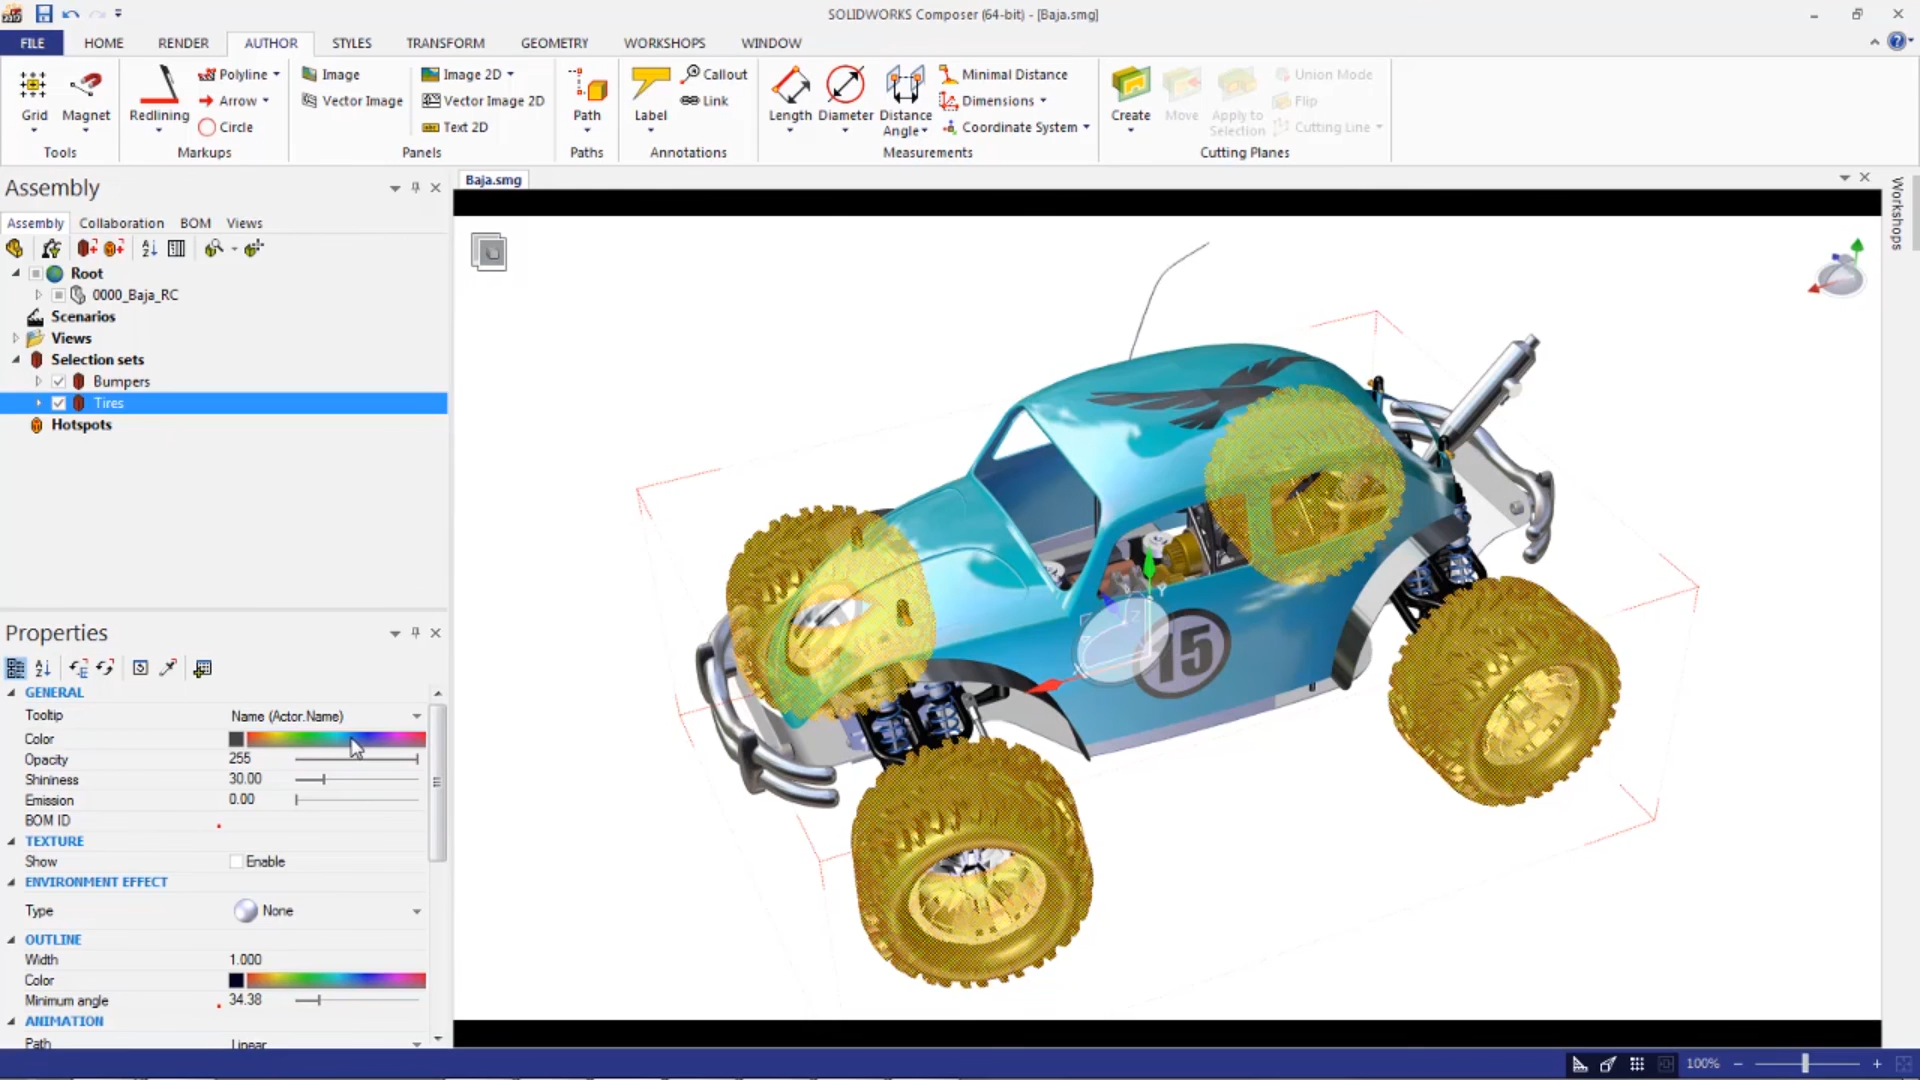 SOLIDWORKS Composer (64-bit) - [Baja.smg]
FILE HOME RENDER AUTHOR STYLES TRANSFORM GEOMETRY WORKSHOPS WINDOW
Grid Magnet Redlining Polyline Arrow Circle
Image Vector Image Image 2D Vector Image 2D Text 2D
Path Label Callout Link
Length Diameter Distance Angle Minimal Distance Dimensions Coordinate System
Create Move Apply to Selection Union Mode Flip Cutting Line
Tools Markups Panels Paths Annotations Measurements Cutting Planes
Assembly
Assembly Collaboration BOM Views
Root
0000_Baja_RC
Scenarios
Views
Selection sets
Bumpers
Tires
Hotspots
Properties
GENERAL
Tooltip Name (Actor.Name)
Color
Opacity 255
Shininess 30.00
Emission 0.00
BOM ID
TEXTURE
Show Enable
ENVIRONMENT EFFECT
Type None
OUTLINE
Width 1.000
Color
Minimum angle 34.38
ANIMATION
Path Linear
Baja.smg
15
Workshops
100%